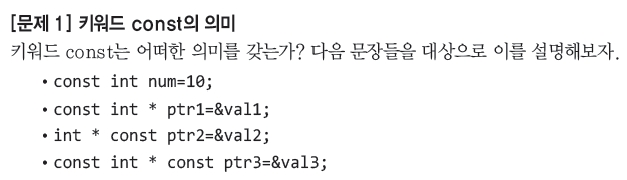 [문제 1] 키워드 const의 의미
키워드 const는 어떠한 의미를 갖는가? 다음 문장들을 대상으로 이를 설명해보자.
• const int num=10;
• const int * ptr1=&val1;
• int * const ptr2=&val2;
• const int * const ptr3=&val3;